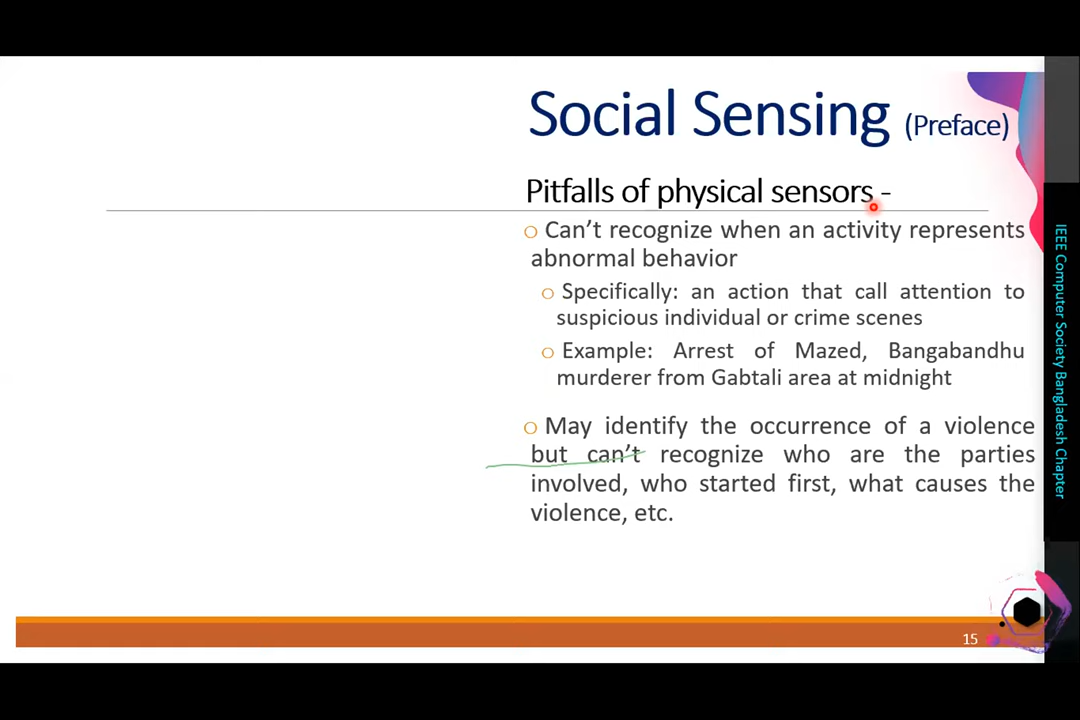 Social Sensing (Preface)
Pitfalls of physical sensors -
o Can't recognize when an activity represents
abnormal behavior
o Specifically: an action that call attention to
suspicious individual or crime scenes
o Example: Arrest of Mazed, Bangabandhu
murderer from Gabtali area at midnight
o May identify the occurrence of a violence
but can't recognize who are the parties
involved, who started first, what causes the
violence, etc.
15
IEEE Computer Society Bangladesh Chapter